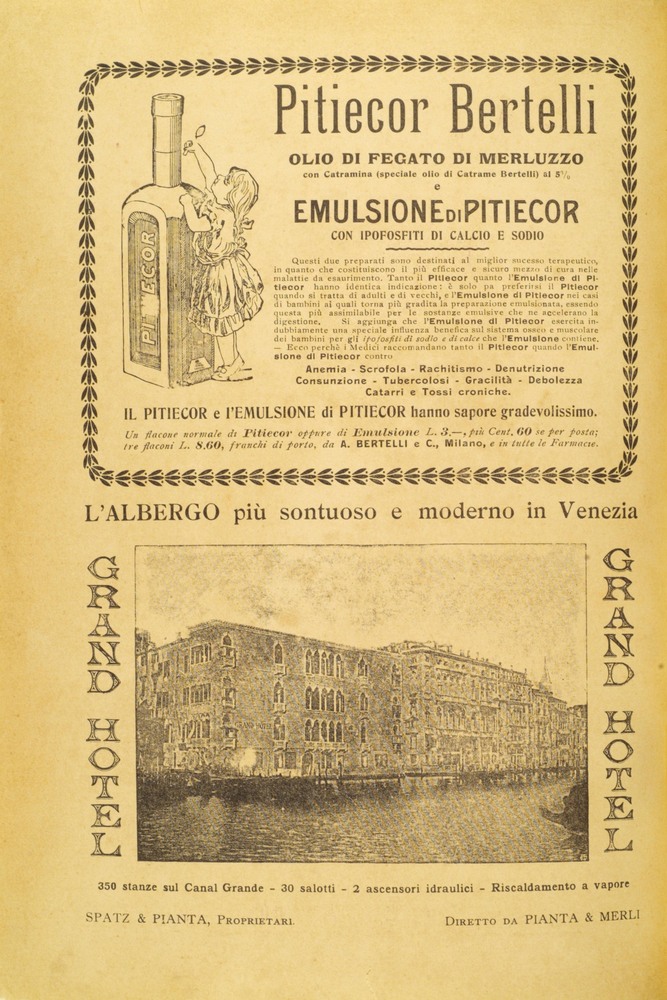 Pitiecor Bertelli
OLIO DI FEGATO DI MERLUZZO
con Catramina (speciale olio di Catrame Bertelli) al 5%
e
EMULSIONE DI PITIECOR
CON IPOFOSFITI DI CALCIO E SODIO
PITIECOR
Questi due preparati sono destinati al miglior sucesso terapeutico,
in quanto che costituiscono il più efficace e sicuro mezzo di cura nelle
malattie da esaurimento. Tanto il Pitiecor quanto l'Emulsione di Pi-
tiecor hanno identica indicazione: è solo pa preferirsi il Pitiecor
quando si tratta di adulti e di vecchi, e l'Emulsione di Pitiecor nei casi
di bambini ai quali torna più gradita la preparazione emulsionata, essendo
questa più assimilabile per le sostanze emulsive che ne accelerano la
digestione. Si aggiunga che l'Emulsione di Pitiecor esercita in-
dubbiamente una speciale influenza benefica sul sistema osseo e muscolare
dei bambini per gli ipofosfiti di sodio e di calce che l'Emulsione contiene.
— Ecco perchè i Medici raccomandano tanto il Pitiecor quando l'Emul-
sione di Pitiecor contro
Anemia - Scrofola - Rachitismo - Denutrizione
Consunzione - Tubercolosi - Gracilità - Debolezza
Catarri e Tossi croniche.
IL PITIECOR e l'EMULSIONE di PITIECOR hanno sapore gradevolissimo.
Un flacone normale di Pitiecor oppure di Emulsione L. 3.—, più Cent. 60 se per posta;
tre flaconi L. 8,60, franchi di porto, da A. BERTELLI e C., Milano, e in tutte le Farmacie.
L'ALBERGO più sontuoso e moderno in Venezia
GRAND HOTEL
GRAND HOTEL
350 stanze sul Canal Grande - 30 salotti - 2 ascensori idraulici - Riscaldamento a vapore
SPATZ & PIANTA, PROPRIETARI.
DIRETTO DA PIANTA & MERLI